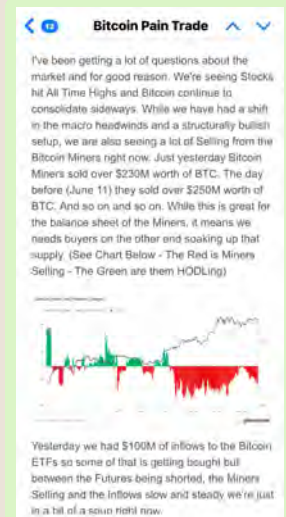 12
Bitcoin Pain Trade
I've been getting a lot of questions about the
market and for good reason. We're seeing Stocks
hit All Time Highs and Bitcoin continue to
consolidate sideways. While we have had a shift
in the macro headwinds and a structurally bullish
setup, we are also seeing a lot of Selling from the
Bitcoin Miners right now. Just yesterday Bitcoin
Miners sold over $230M worth of BTC. The day
before (June 11) they sold over $250M worth of
BTC. And so on and so on. While this is great for
the balance sheet of the Miners, it means we
needs buyers on the other end soaking up that
supply. (See Chart Below - The Red is Miners
Selling - The Green are them HODLing)
Yesterday we had $100M of inflows to the Bitcoin
ETFs so some of that is getting bought but
between the Futures being shorted, the Miners
Selling and the Inflows slow and steady we're just
in a bit of a soup right now.